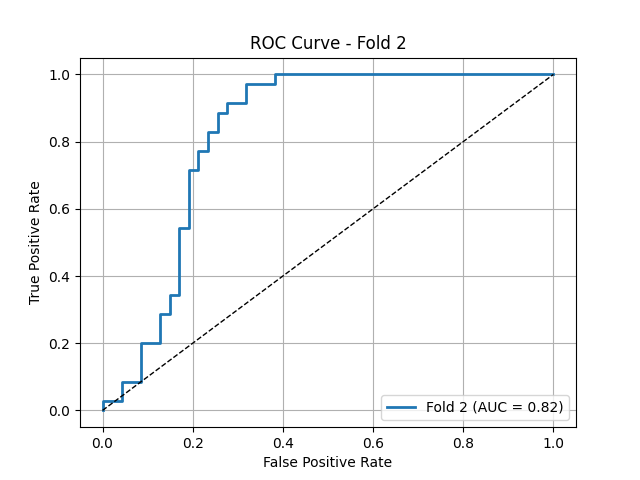 ROC Curve - Fold 2
True Positive Rate
1.0
0.8
0.6
0.4
0.2
0.0
Fold 2 (AUC = 0.82)
0.0 0.2 0.4 0.6 0.8 1.0
False Positive Rate